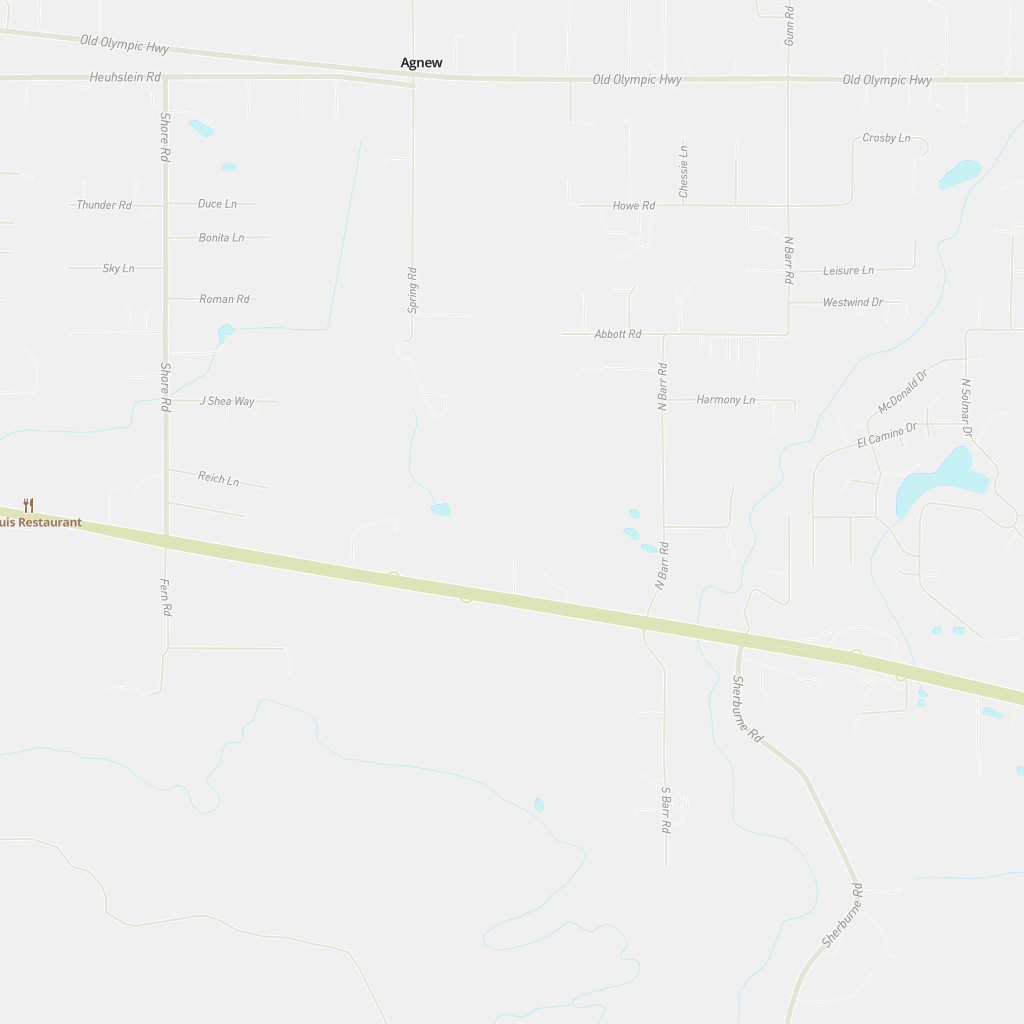 Gunn Rd
Old Olympic Hwy
Agnew
Heuhslein Rd
Old Olympic Hwy
Old Olympic Hwy
Shore Rd
Crosby Ln
Chessie Ln
Thunder Rd
Duce Ln
Howe Rd
Bonita Ln
N Barr Rd
Sky Ln
Leisure Ln
Spring Rd
Roman Rd
Westwind Dr
Abbott Rd
Shore Rd
N Barr Rd
McDonald Dr
J Shea Way
Harmony Ln
N Solmar Dr
El Camino Dr
Reich Ln
uis Restaurant
N Barr Rd
Fern Rd
Sherburne Rd
S Barr Rd
Sherburne Rd